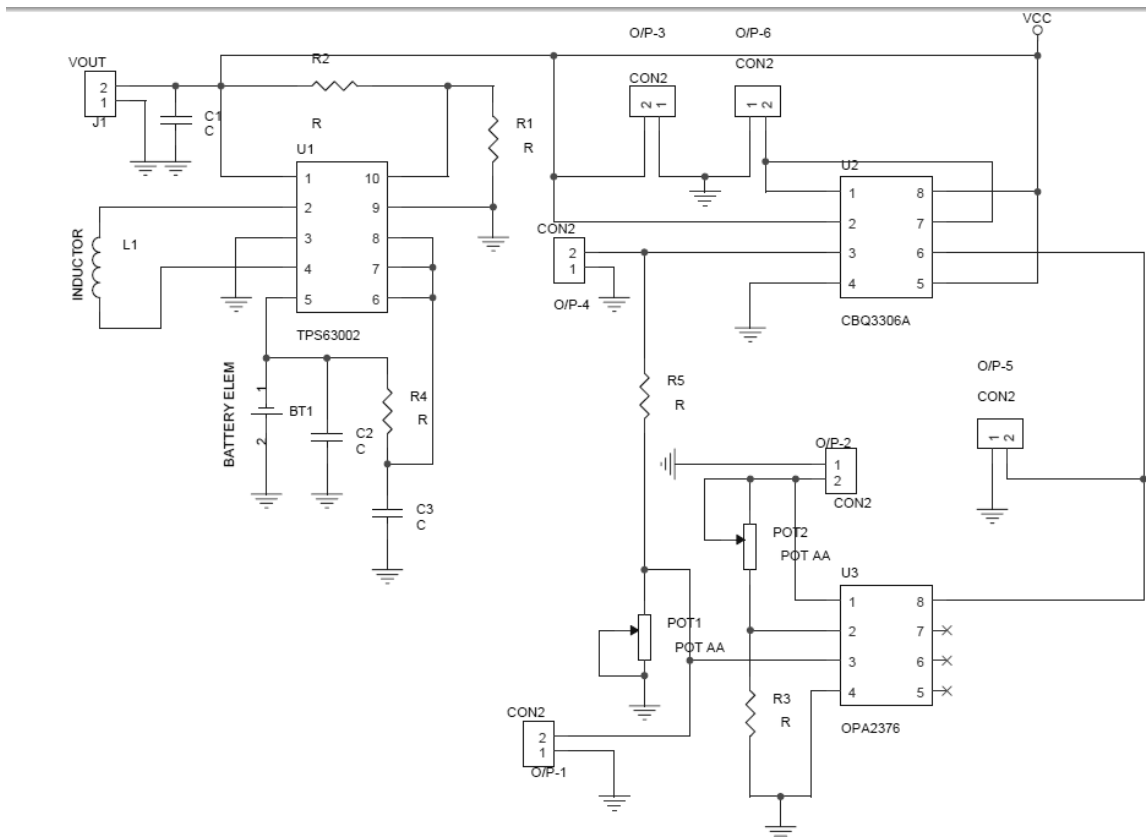 VCC
O/P-3
O/P-6
VOUT
R2
CON2
CON2
2
1
J1
C1
C
R
2
1
1
2
R1
R
U1
U2
1
10
2
9
3
8
4
7
5
6
TPS63002
L1
INDUCTOR
1
8
2
7
3
6
4
5
CBQ3306A
CON2
2
1
O/P-4
BATTERY ELEM
1
2
BT1
C2
C
R4
R
C3
C
R5
R
O/P-5
CON2
1
2
O/P-2
1
2
CON2
POT2
POT AA
U3
1
8
2
7
3
6
4
5
OPA2376
POT1
POT AA
R3
R
CON2
2
1
O/P-1